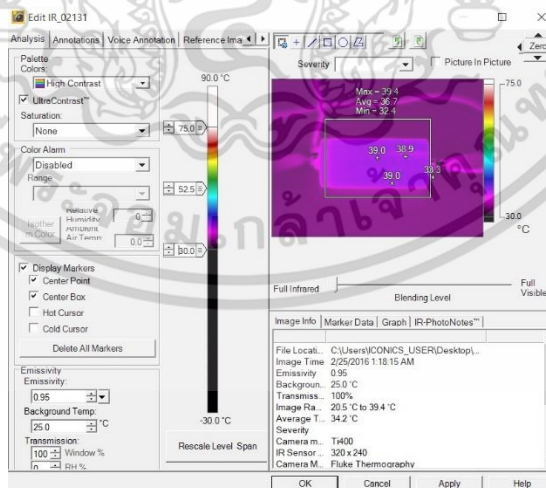 Edit IR_02131
Analysis Annotations Voice Annotation Reference Ima
Palette
Colors:
High Contrast
UltraContrast™
Saturation:
None
Color Alarm
Disabled
Range
Relative
Humidity
0
Air Temp:
0.0
Display Markers
Center Point
Center Box
Hot Cursor
Cold Cursor
Delete All Markers
Emissivity
Emissivity:
0.95
Background Temp:
25.0 °C
Transmission:
100 Window %
0 RH %
90.0 °C
75.0
52.5
30.0
-30.0 °C
Rescale Level Span
Zero
Severity Picture In Picture
Max = 39.4
Avg = 36.7
Min = 32.4
39.0 38.9
39.0 33.3
75.0
30.0
°C
Full Infrared Blending Level Full Visible
Image Info Marker Data Graph IR-PhotoNotes™
File Locati... C:\Users\ICONICS_USER\Desktop\...
Image Time 2/25/2016 1:18:15 AM
Emissivity 0.95
Backgroun... 25.0 °C
Transmiss... 100%
Image Ra... 20.5 °C to 39.4 °C
Average T... 34.2 °C
Severity
Camera m... Ti400
IR Sensor ... 320 x 240
Camera M... Fluke Thermography
OK Cancel Apply Help